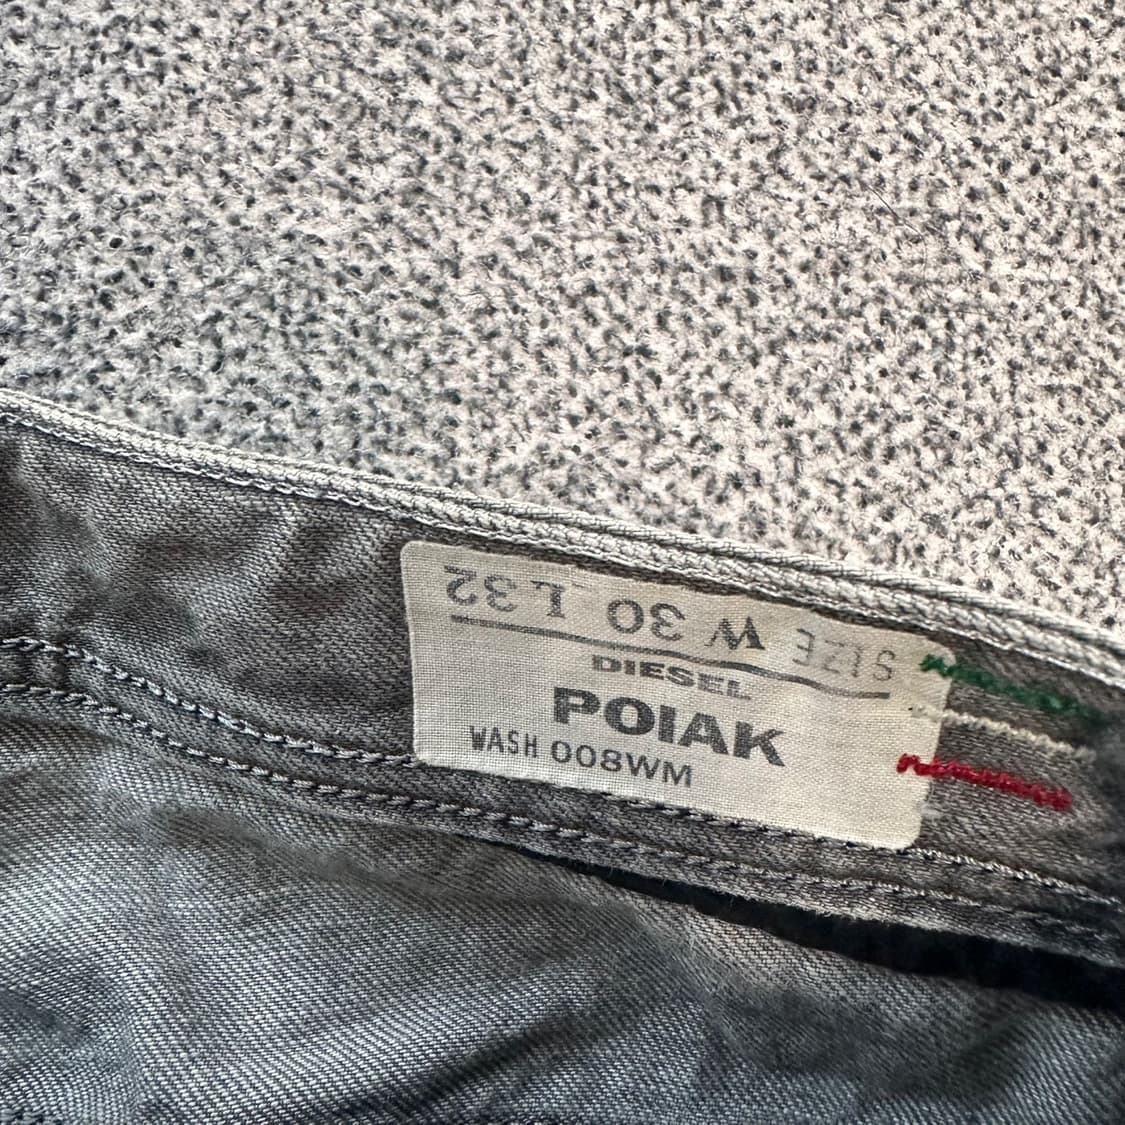 SIZE W 30 L 32
DIESEL
POIAK
WASH 008WM